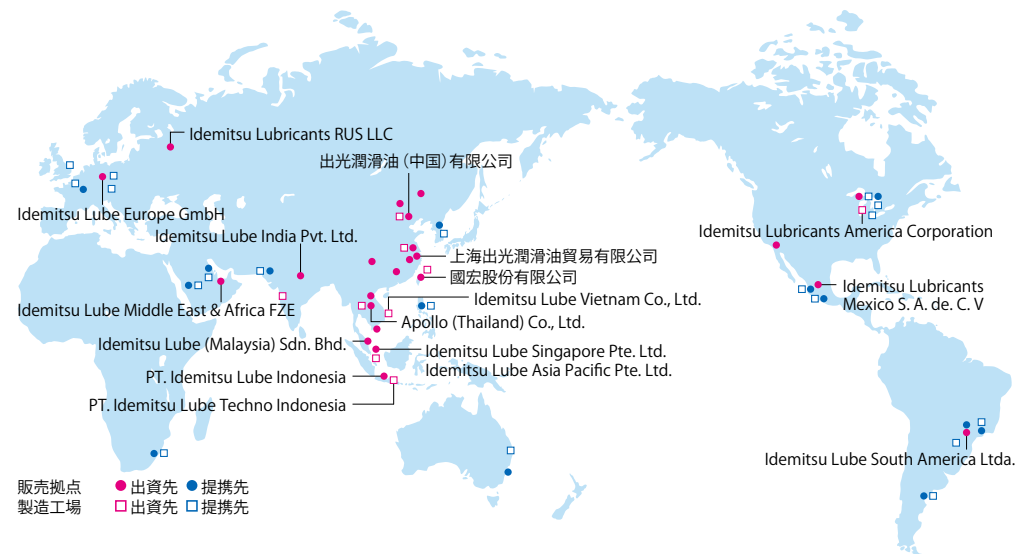 Idemitsu Lubricants RUS LLC
出光潤滑油（中国）有限公司
Idemitsu Lube Europe GmbH
Idemitsu Lube India Pvt. Ltd.
Idemitsu Lubricants America Corporation
上海出光潤滑油貿易有限公司
國宏股份有限公司
Idemitsu Lubricants
Mexico S. A. de. C. V
Idemitsu Lube Vietnam Co., Ltd.
Idemitsu Lube Middle East & Africa FZE
Apollo (Thailand) Co., Ltd.
Idemitsu Lube (Malaysia) Sdn. Bhd.
Idemitsu Lube Singapore Pte. Ltd.
Idemitsu Lube Asia Pacific Pte. Ltd.
PT. Idemitsu Lube Indonesia
PT. Idemitsu Lube Techno Indonesia
Idemitsu Lube South America Ltda.
販売拠点 出資先 提携先
製造工場 出資先 提携先